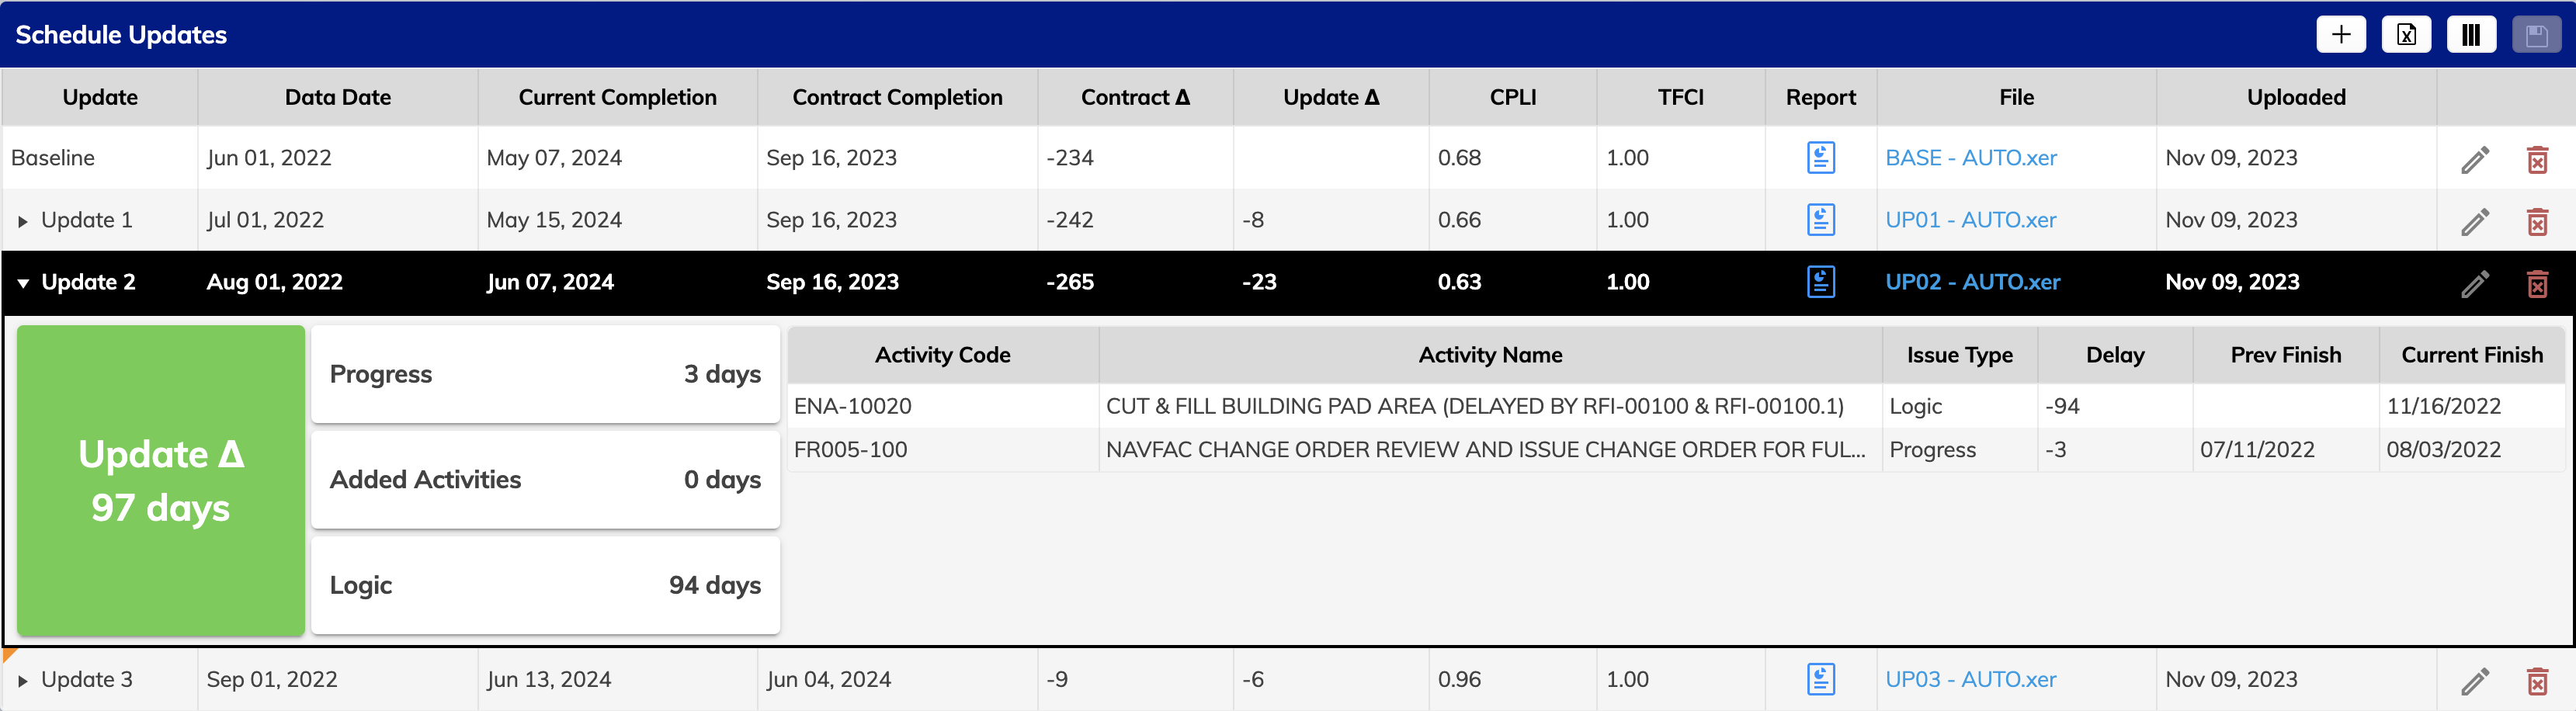 Schedule Updates
Update Data Date Current Completion Contract Completion Contract Δ Update Δ CPLI TFCI Report File Uploaded
Baseline Jun 01, 2022 May 07, 2024 Sep 16, 2023 -234 0.68 1.00 BASE - AUTO.xer Nov 09, 2023
Update 1 Jul 01, 2022 May 15, 2024 Sep 16, 2023 -242 -8 0.66 1.00 UP01 - AUTO.xer Nov 09, 2023
Update 2 Aug 01, 2022 Jun 07, 2024 Sep 16, 2023 -265 -23 0.63 1.00 UP02 - AUTO.xer Nov 09, 2023
Update Δ
97 days
Progress 3 days
Added Activities 0 days
Logic 94 days
Activity Code Activity Name Issue Type Delay Prev Finish Current Finish
ENA-10020 CUT & FILL BUILDING PAD AREA (DELAYED BY RFI-00100 & RFI-00100.1) Logic -94 11/16/2022
FR005-100 NAVFAC CHANGE ORDER REVIEW AND ISSUE CHANGE ORDER FOR FUL... Progress -3 07/11/2022 08/03/2022
Update 3 Sep 01, 2022 Jun 13, 2024 Jun 04, 2024 -9 -6 0.96 1.00 UP03 - AUTO.xer Nov 09, 2023